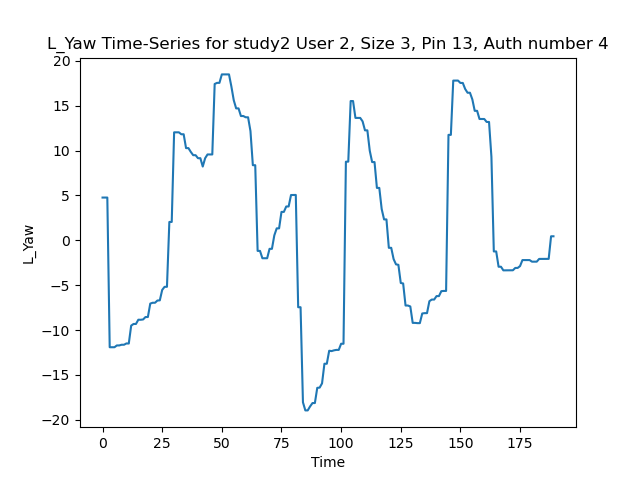 L_Yaw Time-Series for study2 User 2, Size 3, Pin 13, Auth number 4
20
15
10
5
0
−5
−10
−15
−20
L_Yaw
0 25 50 75 100 125 150 175
Time